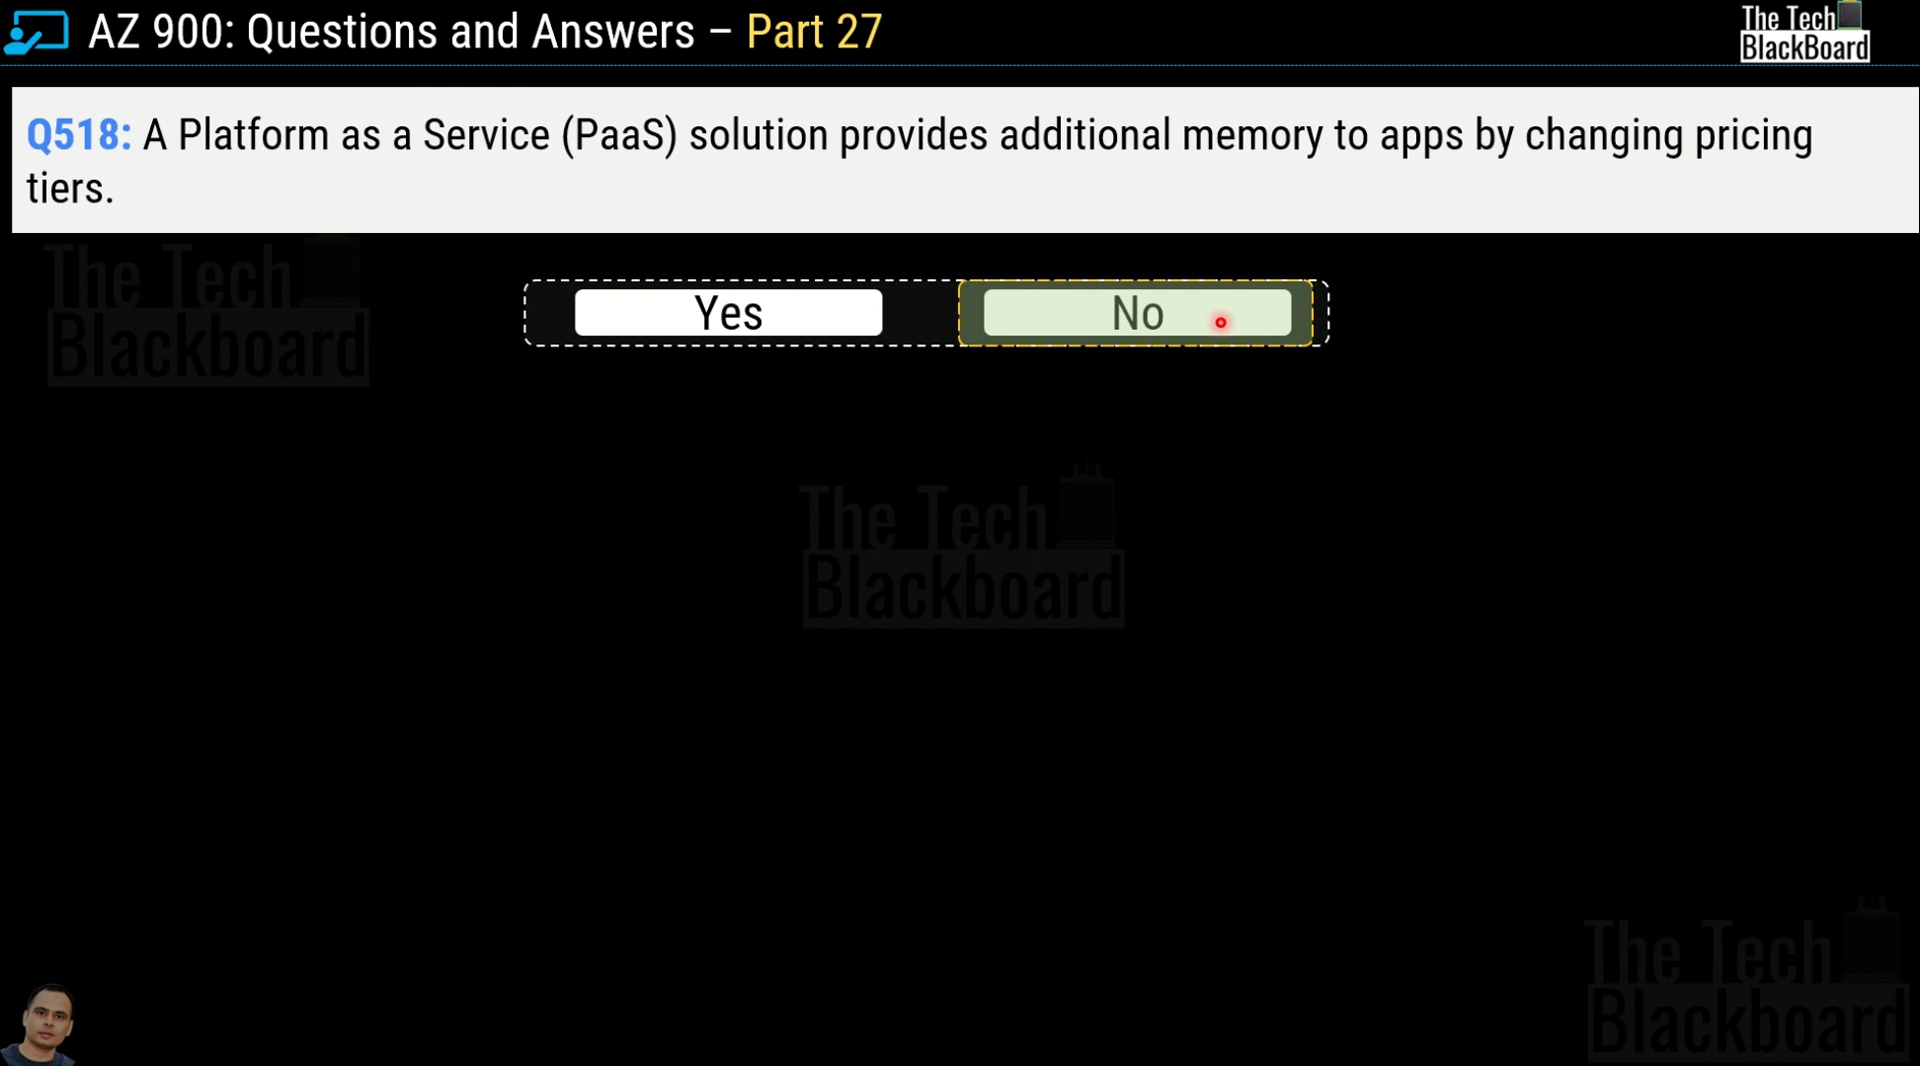 AZ 900: Questions and Answers – Part 27
The Tech
BlackBoard
Q518: A Platform as a Service (PaaS) solution provides additional memory to apps by changing pricing
tiers.
The Tech
Blackboard
Yes
No
The Tech
Blackboard
The Tech
Blackboard